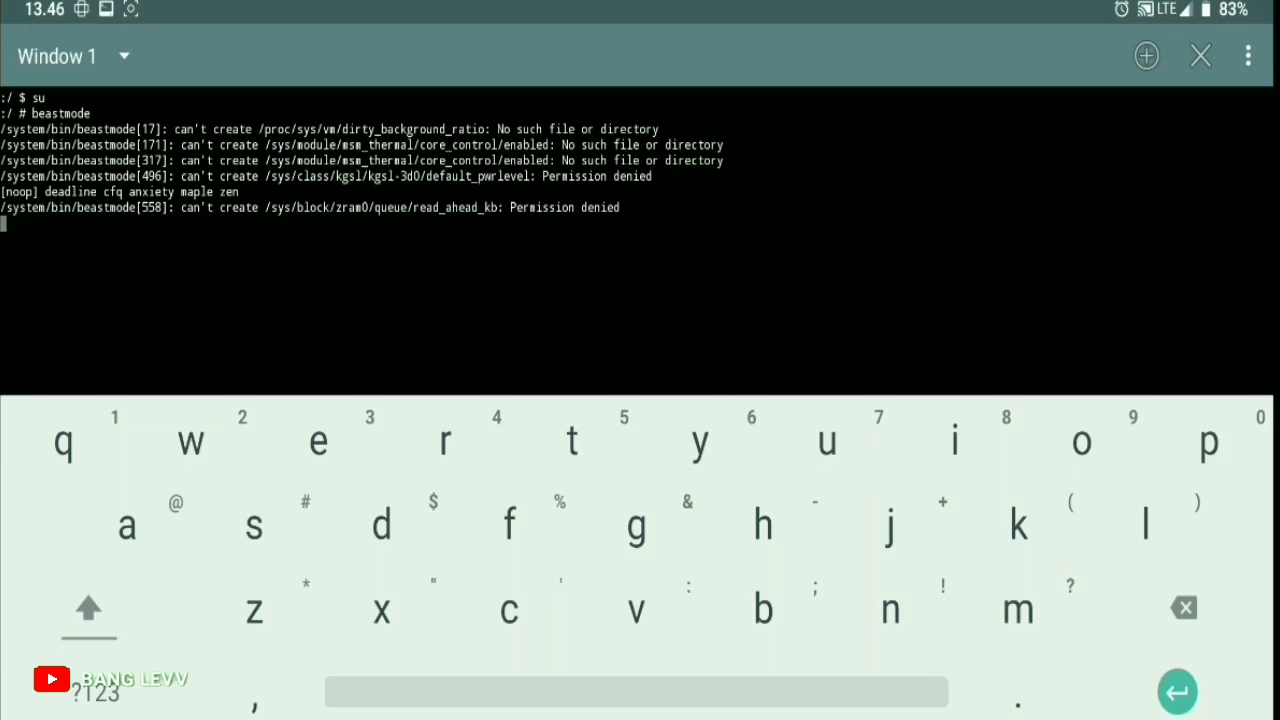 13.46 LTE 83%
Window 1
:/ $ su
:/ # beastmode
/system/bin/beastmode[17]: can't create /proc/sys/vm/dirty_background_ratio: No such file or directory
/system/bin/beastmode[171]: can't create /sys/module/msm_thermal/core_control/enabled: No such file or directory
/system/bin/beastmode[317]: can't create /sys/module/msm_thermal/core_control/enabled: No such file or directory
/system/bin/beastmode[496]: can't create /sys/class/kgsl/kgsl-3d0/default_pwrlevel: Permission denied
[noop] deadline cfq anxiety maple zen
/system/bin/beastmode[558]: can't create /sys/block/zram0/queue/read_ahead_kb: Permission denied
1 2 3 4 5 6 7 8 9 0
q w e r t y u i o p
@ # $ % & - + ( )
a s d f g h j k l
* " ' : ; ! ?
z x c v b n m
BANG LEVV
?123 , .